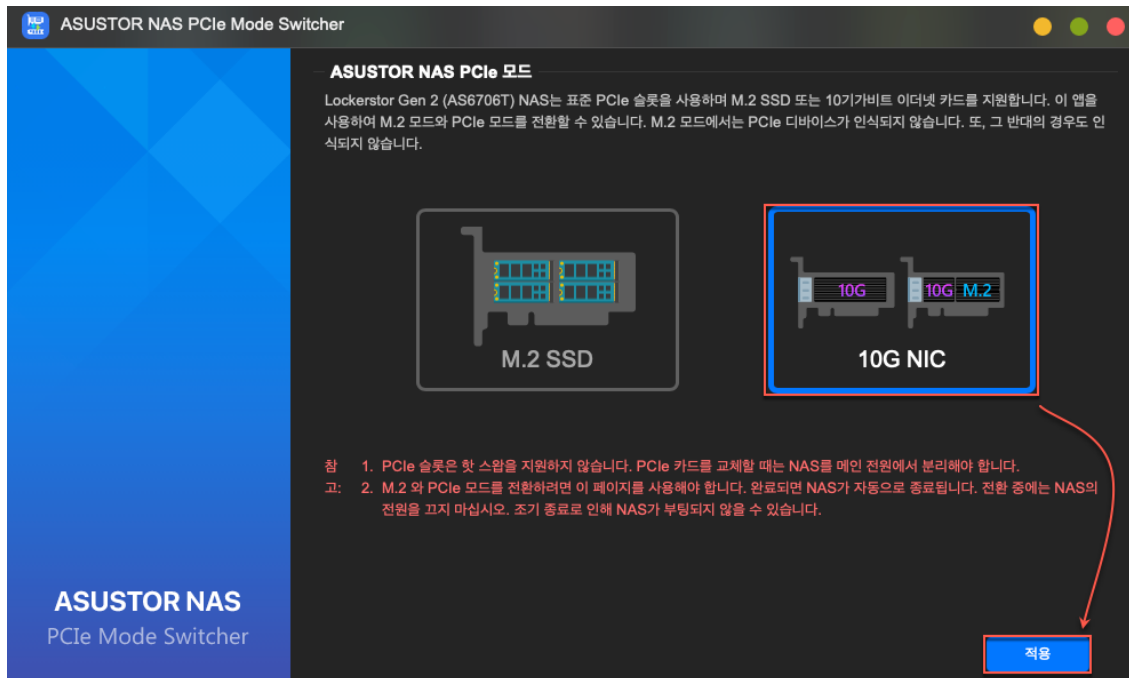 ASUSTOR NAS PCIe Mode Switcher
ASUSTOR NAS PCIe 모드
Lockerstor Gen 2 (AS6706T) NAS는 표준 PCIe 슬롯을 사용하며 M.2 SSD 또는 10기가비트 이더넷 카드를 지원합니다. 이 앱을
사용하여 M.2 모드와 PCIe 모드를 전환할 수 있습니다. M.2 모드에서는 PCIe 디바이스가 인식되지 않습니다. 또, 그 반대의 경우도 인
식되지 않습니다.
10G
10G M.2
M.2 SSD
10G NIC
참 1. PCIe 슬롯은 핫 스왑을 지원하지 않습니다. PCIe 카드를 교체할 때는 NAS를 메인 전원에서 분리해야 합니다.
고: 2. M.2 와 PCIe 모드를 전환하려면 이 페이지를 사용해야 합니다. 완료되면 NAS가 자동으로 종료됩니다. 전환 중에는 NAS의
전원을 끄지 마십시오. 조기 종료로 인해 NAS가 부팅되지 않을 수 있습니다.
ASUSTOR NAS
PCIe Mode Switcher
적용